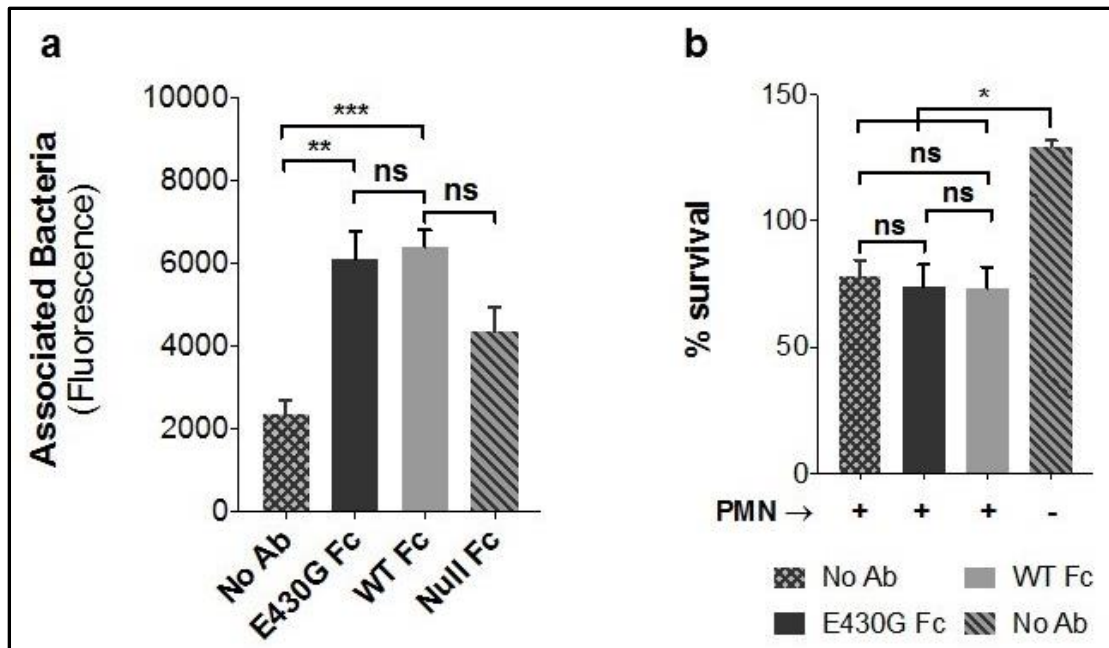 a
Associated Bacteria
(Fluorescence)
10000
8000
6000
4000
2000
0
***
**
ns
ns
No Ab
E430G Fc
WT Fc
Null Fc
b
% survival
150
100
50
0
*
ns
ns
ns
PMN → + + + -
No Ab
WT Fc
E430G Fc
No Ab